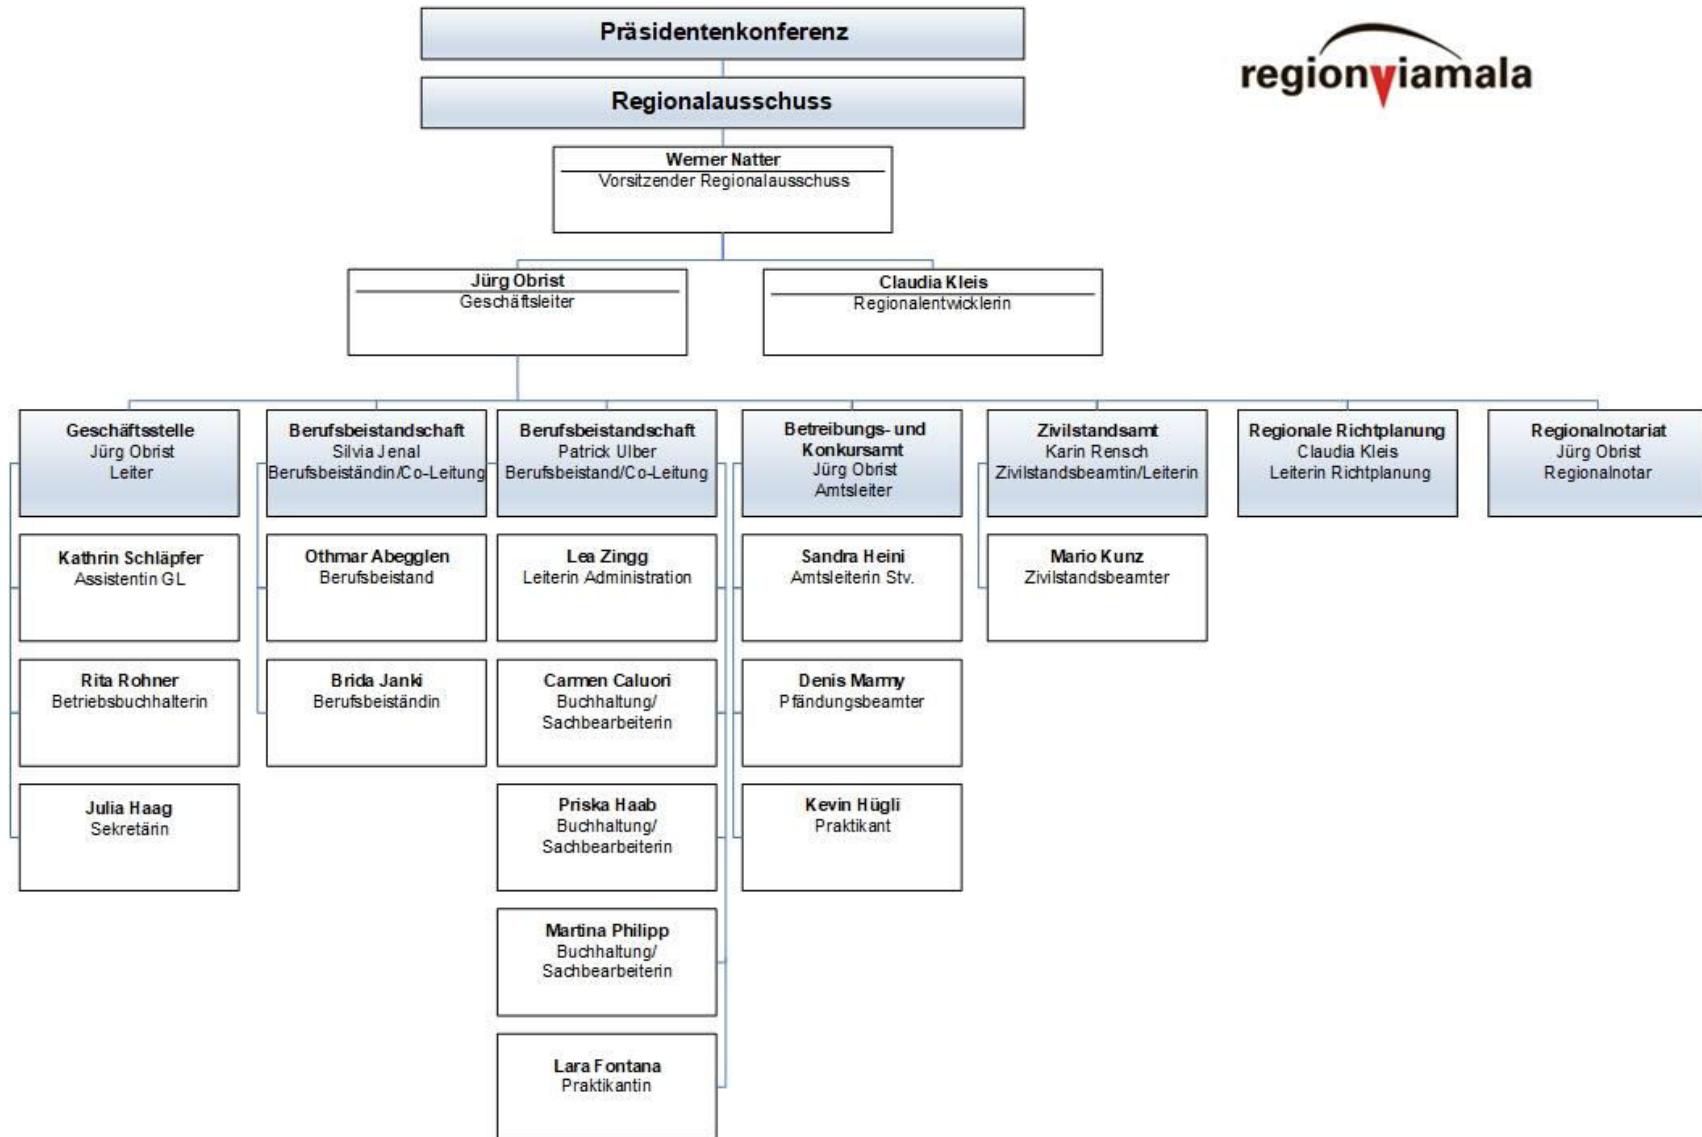 Präsidentenkonferenz
regionviamala
Regionalausschuss
Werner Natter
Vorsitzender Regionalausschuss
Jürg Obrist
Geschäftsleiter
Claudia Kleis
Regionalentwicklerin
Geschäftsstelle
Jürg Obrist
Leiter
Berufsbeistandschaft
Silvia Jenal
Berufsbeiständin/Co-Leitung
Berufsbeistandschaft
Patrick Ulber
Berufsbeistand/Co-Leitung
Betreibungs- und
Konkursamt
Jürg Obrist
Amtsleiter
Zivilstandsamt
Karin Rensch
Zivilstandsbeamtin/Leiterin
Regionale Richtplanung
Claudia Kleis
Leiterin Richtplanung
Regionalnotariat
Jürg Obrist
Regionalnotar
Kathrin Schläpfer
Assistentin GL
Othmar Abegglen
Berufsbeistand
Lea Zingg
Leiterin Administration
Sandra Heini
Amtsleiterin Stv.
Mario Kunz
Zivilstandsbeamter
Rita Rohner
Betriebsbuchhalterin
Brida Janki
Berufsbeiständin
Carmen Caluori
Buchhaltung/
Sachbearbeiterin
Denis Marmy
Pfändungsbeamter
Julia Haag
Sekretärin
Priska Haab
Buchhaltung/
Sachbearbeiterin
Kevin Hügli
Praktikant
Martina Philipp
Buchhaltung/
Sachbearbeiterin
Lara Fontana
Praktikantin